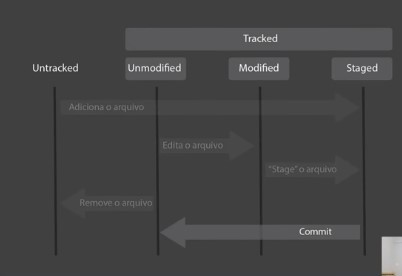 Tracked
Untracked Unmodified Modified Staged
Adiciona o arquivo
Edita o arquivo
"Stage" o arquivo
Remove o arquivo
Commit